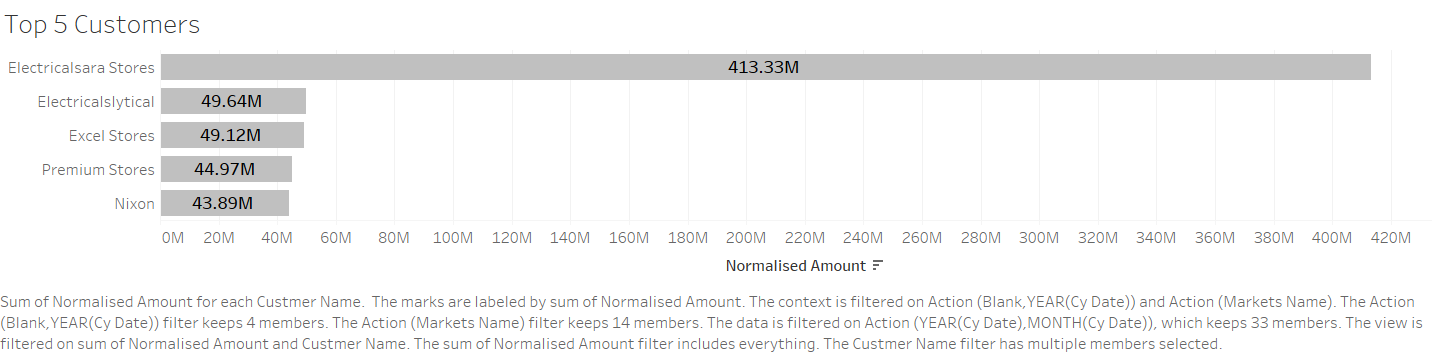 Top 5 Customers
Electricalsara Stores 413.33M
Electricalslytical 49.64M
Excel Stores 49.12M
Premium Stores 44.97M
Nixon 43.89M
0M 20M 40M 60M 80M 100M 120M 140M 160M 180M 200M 220M 240M 260M 280M 300M 320M 340M 360M 380M 400M 420M
Normalised Amount
Sum of Normalised Amount for each Custmer Name.  The marks are labeled by sum of Normalised Amount. The context is filtered on Action (Blank,YEAR(Cy Date)) and Action (Markets Name). The Action
(Blank,YEAR(Cy Date)) filter keeps 4 members. The Action (Markets Name) filter keeps 14 members. The data is filtered on Action (YEAR(Cy Date),MONTH(Cy Date)), which keeps 33 members. The view is
filtered on sum of Normalised Amount and Custmer Name. The sum of Normalised Amount filter includes everything. The Custmer Name filter has multiple members selected.